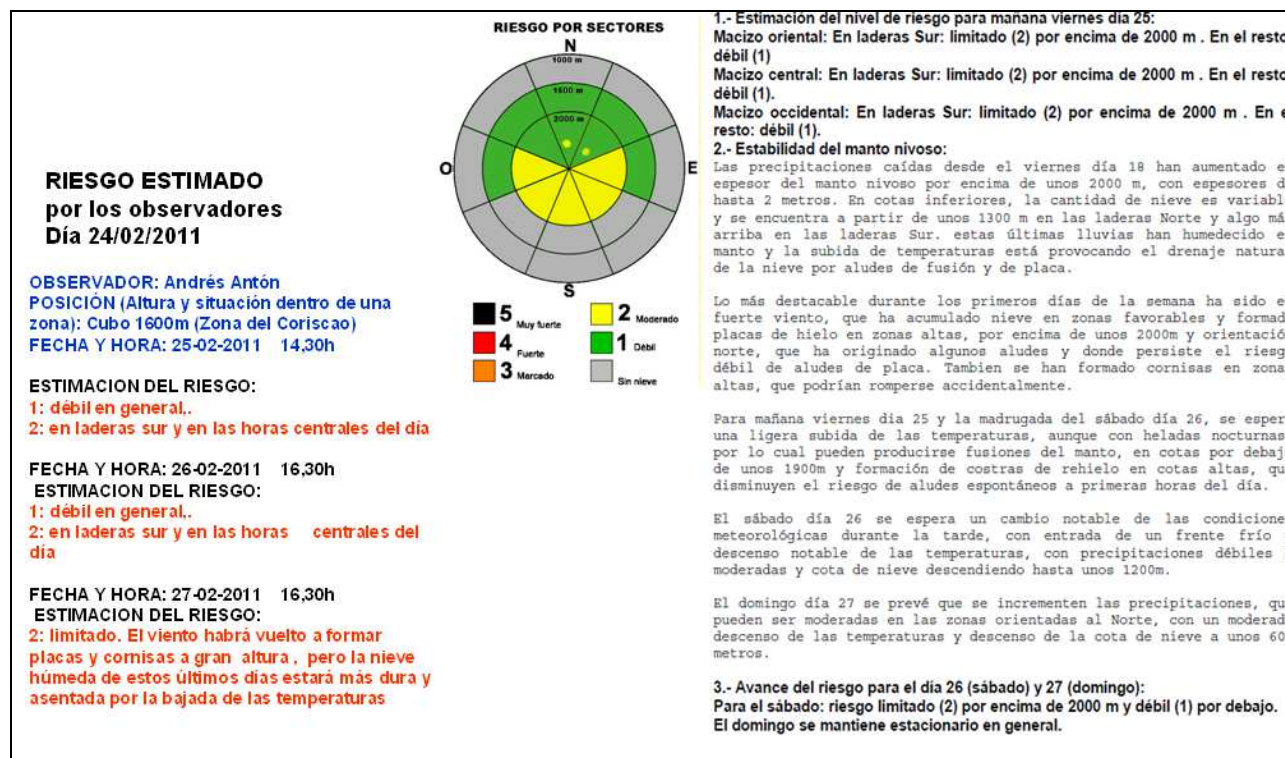 RIESGO ESTIMADO
por los observadores
Día 24/02/2011
OBSERVADOR: Andrés Antón
POSICIÓN (Altura y situación dentro de una
zona): Cubo 1600m (Zona del Coriscao)
FECHA Y HORA: 25-02-2011 14,30h
ESTIMACION DEL RIESGO:
1: débil en general,.
2: en laderas sur y en las horas centrales del día
FECHA Y HORA: 26-02-2011 16,30h
ESTIMACION DEL RIESGO:
1: débil en general,.
2: en laderas sur y en las horas centrales del
día
FECHA Y HORA: 27-02-2011 16,30h
ESTIMACION DEL RIESGO:
2: limitado. El viento habrá vuelto a formar
placas y cornisas a gran altura , pero la nieve
húmeda de estos últimos días estará más dura y
asentada por la bajada de las temperaturas
RIESGO POR SECTORES
N
1000 m
1500 m
2000 m
O
E
S
5 Muy fuerte
2 Moderado
4 Fuerte
1 Débil
3 Marcado
Sin nieve
1.- Estimación del nivel de riesgo para mañana viernes día 25:
Macizo oriental: En laderas Sur: limitado (2) por encima de 2000 m . En el resto
débil (1)
Macizo central: En laderas Sur: limitado (2) por encima de 2000 m . En el resto
débil (1).
Macizo occidental: En laderas Sur: limitado (2) por encima de 2000 m . En e
resto: débil (1).
2.- Estabilidad del manto nivoso:
Las precipitaciones caídas desde el viernes día 18 han aumentado e
espesor del manto nivoso por encima de unos 2000 m, con espesores d
hasta 2 metros. En cotas inferiores, la cantidad de nieve es variabl
y se encuentra a partir de unos 1300 m en las laderas Norte y algo má
arriba en las laderas Sur. estas últimas lluvias han humedecido e
manto y la subida de temperaturas está provocando el drenaje natura
de la nieve por aludes de fusión y de placa.
Lo más destacable durante los primeros días de la semana ha sido e
fuerte viento, que ha acumulado nieve en zonas favorables y formad
placas de hielo en zonas altas, por encima de unos 2000m y orientació
norte, que ha originado algunos aludes y donde persiste el riesg
débil de aludes de placa. Tambien se han formado cornisas en zona
altas, que podrían romperse accidentalmente.
Para mañana viernes dia 25 y la madrugada del sábado día 26, se esper
una ligera subida de las temperaturas, aunque con heladas nocturnas
por lo cual pueden producirse fusiones del manto, en cotas por debaj
de unos 1900m y formación de costras de rehielo en cotas altas, qu
disminuyen el riesgo de aludes espontáneos a primeras horas del día.
El sábado día 26 se espera un cambio notable de las condicione
meteorológicas durante la tarde, con entrada de un frente frío
descenso notable de las temperaturas, con precipitaciones débiles
moderadas y cota de nieve descendiendo hasta unos 1200m.
El domingo día 27 se prevé que se incrementen las precipitaciones, qu
pueden ser moderadas en las zonas orientadas al Norte, con un moderad
descenso de las temperaturas y descenso de la cota de nieve a unos 60
metros.
3.- Avance del riesgo para el día 26 (sábado) y 27 (domingo):
Para el sábado: riesgo limitado (2) por encima de 2000 m y débil (1) por debajo.
El domingo se mantiene estacionario en general.